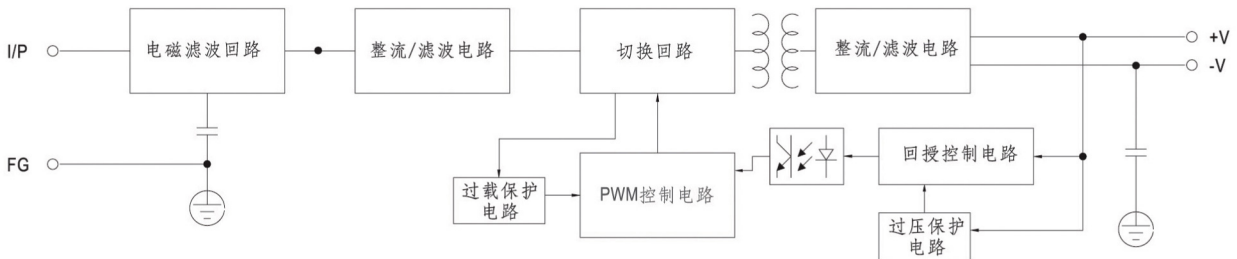 I/P
电磁滤波回路
整流/滤波电路
切换回路
整流/滤波电路
+V
-V
FG
过载保护
电路
PWM控制电路
回授控制电路
过压保护
电路